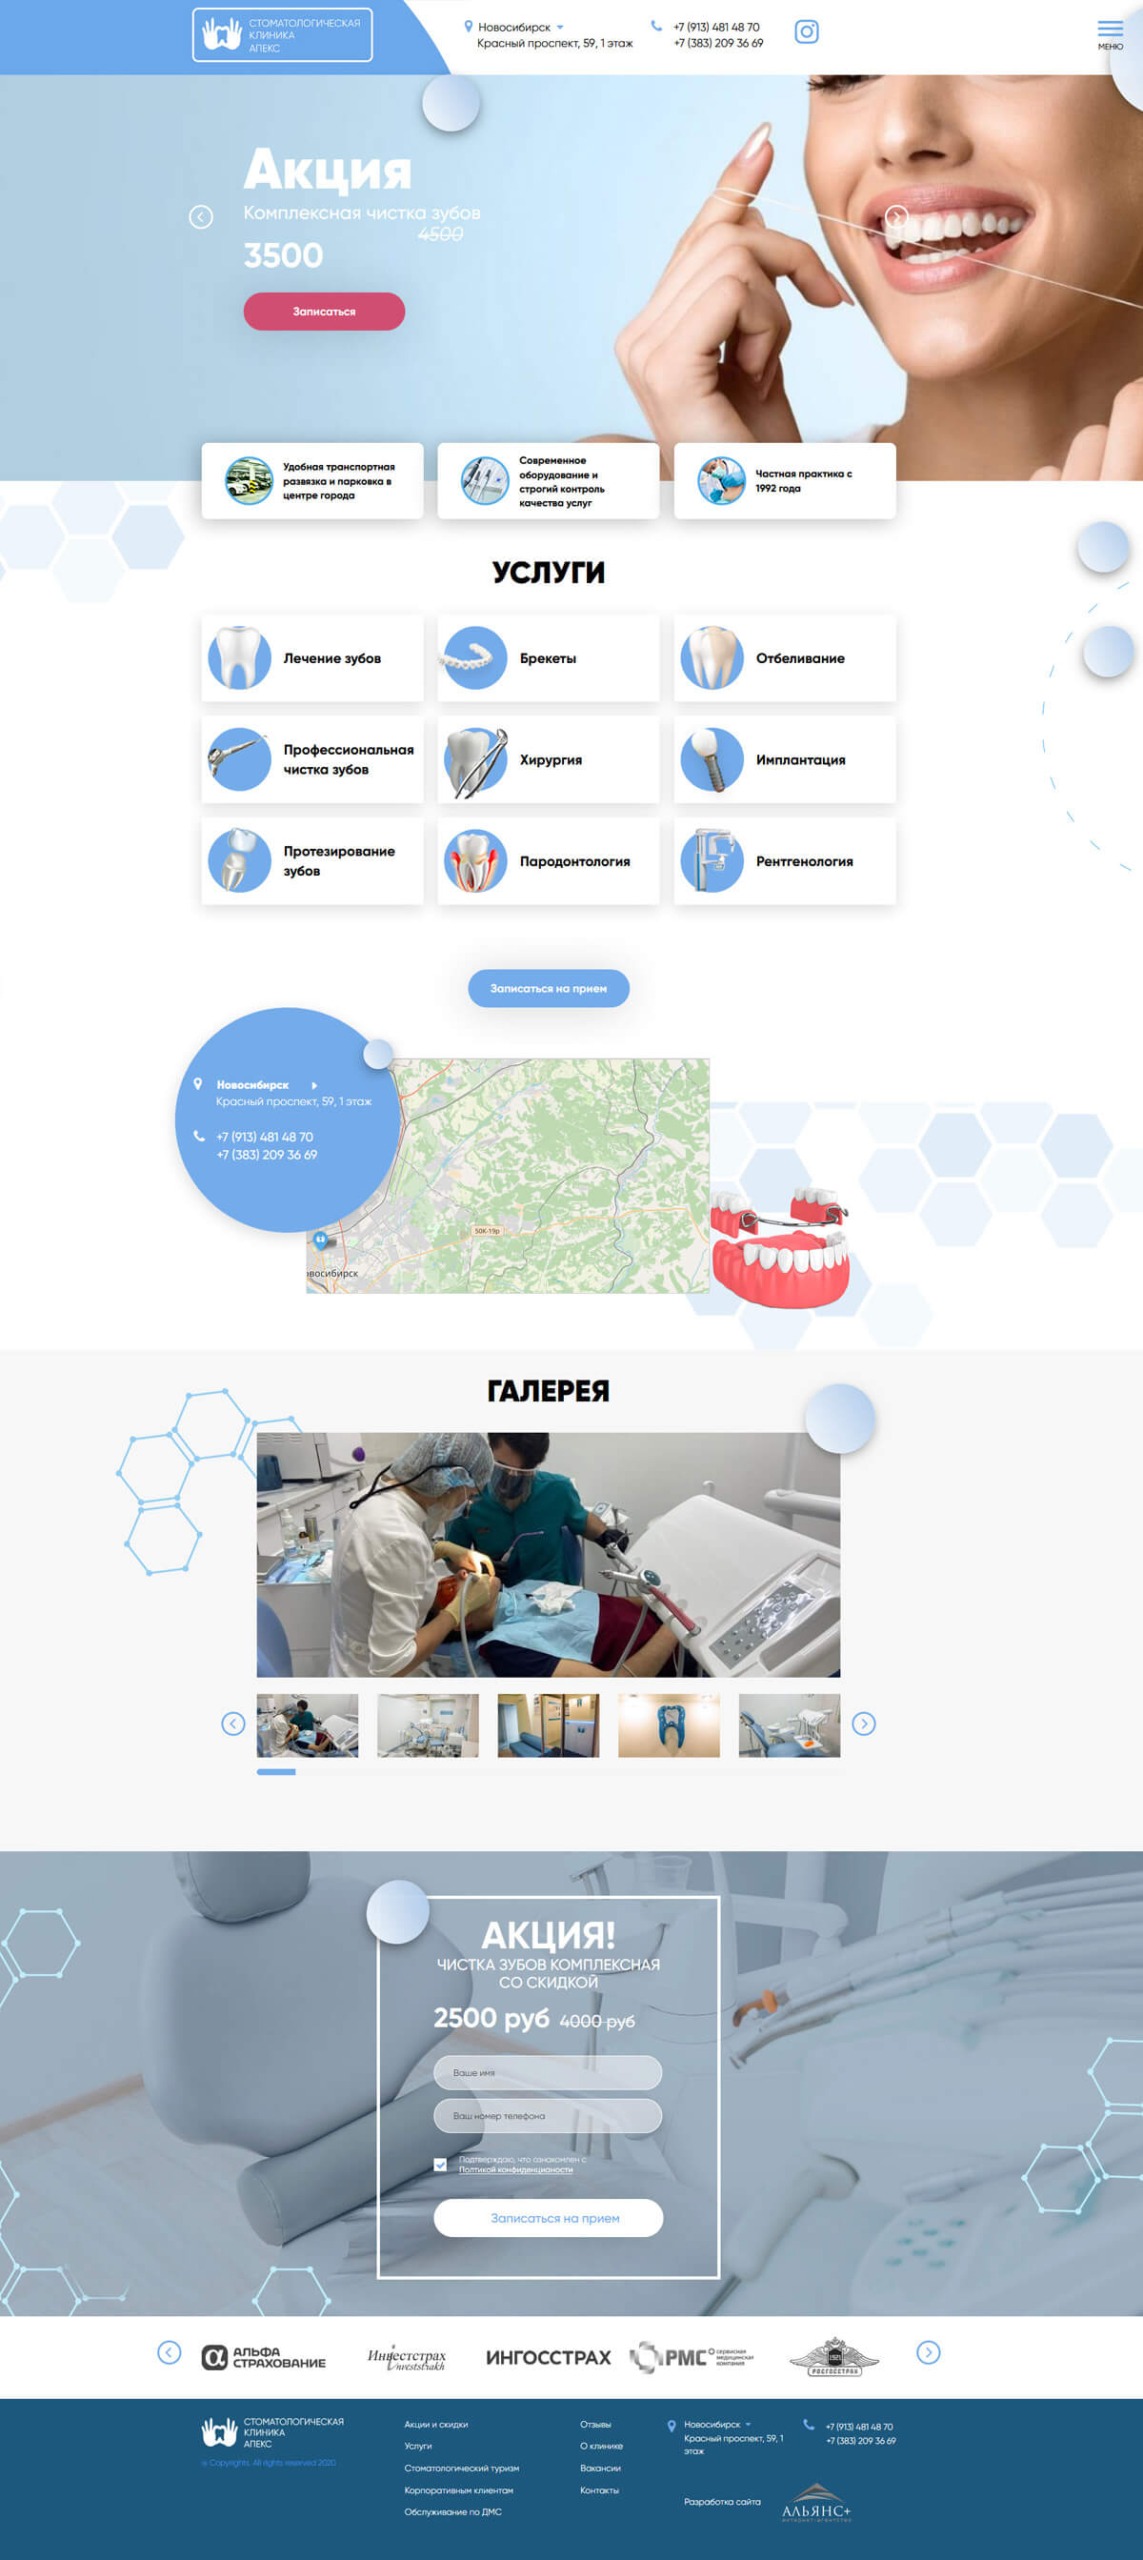 СТОМАТОЛОГИЧЕСКАЯ
КЛИНИКА
АПЕКС
Новосибирск
Красный проспект, 59, 1 этаж
+7 (913) 481 48 70
+7 (383) 209 36 69
МЕНЮ
Акция
Комплексная чистка зубов
4500
3500
Записаться
Удобная транспортная
развязка и парковка в
центре города
Современное
оборудование и
строгий контроль
качества услуг
Частная практика с
1992 года
УСЛУГИ
Лечение зубов
Брекеты
Отбеливание
Профессиональная
чистка зубов
Хирургия
Имплантация
Протезирование
зубов
Пародонтология
Рентгенология
Записаться на прием
Новосибирск
Красный проспект, 59, 1 этаж
+7 (913) 481 48 70
+7 (383) 209 36 69
50К-19р
овосибирск
ГАЛЕРЕЯ
АКЦИЯ!
ЧИСТКА ЗУБОВ КОМПЛЕКСНАЯ
СО СКИДКОЙ
2500 руб 4000 руб
Ваше имя
Ваш номер телефона
Подтверждаю, что ознакомлен с
Полтикой конфиденцианости
Записаться на прием
АЛЬФА
СТРАХОВАНИЕ
Инвестстрах
Investstrakh
ИНГОССТРАХ
РМС
сервисная
медицинская
компания
РОСГОССТРАХ
СТОМАТОЛОГИЧЕСКАЯ
КЛИНИКА
АПЕКС
© Copyrights. All rights reserved 2020
Акции и скидки
Услуги
Стоматологический туризм
Корпоративным клиентам
Обслуживание по ДМС
Отзывы
О клинике
Вакансии
Контакты
Новосибирск
Красный проспект, 59, 1
этаж
+7 (913) 481 48 70
+7 (383) 209 36 69
Разработка сайта
АЛЬЯНС+
ИНТЕРНЕТ-АГЕНТСТВО